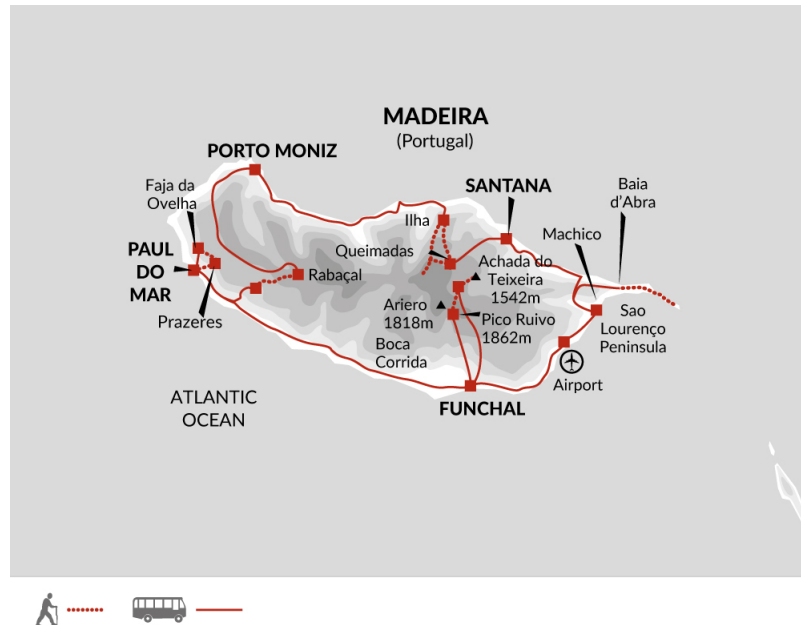 MADEIRA
(Portugal)
PORTO MONIZ
Faja da
Ovelha
SANTANA
Baia
d'Abra
Ilha
Machico
Queimadas
PAUL
DO
MAR
Achada do
Teixeira
1542m
Rabaçal
Ariero
1818m
Prazeres
Pico Ruivo
1862m
Sao
Lourenço
Peninsula
Boca
Corrida
Airport
ATLANTIC
OCEAN
FUNCHAL